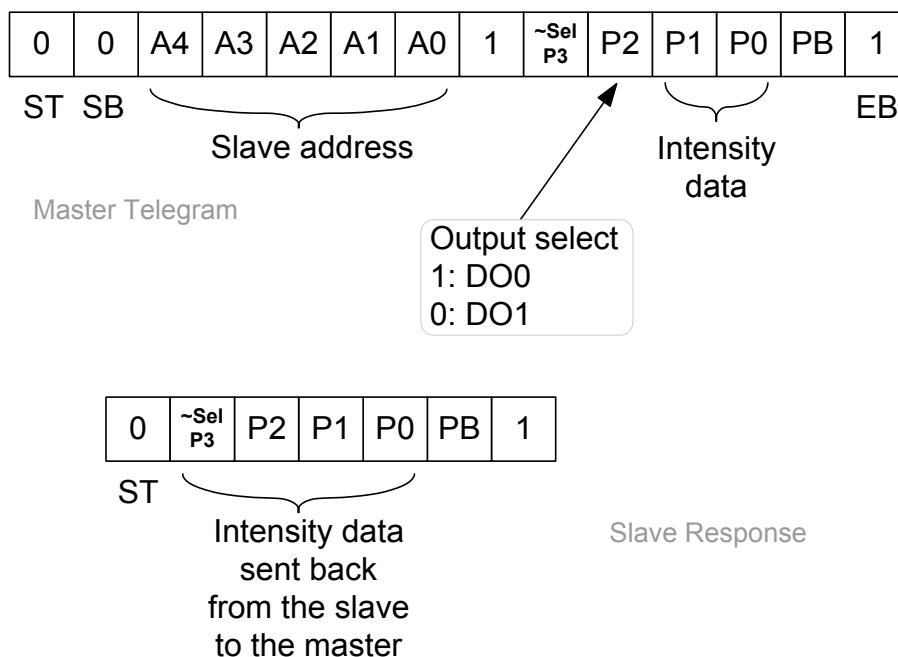 0 0 A4 A3 A2 A1 A0 1 ~Sel P3 P2 P1 P0 PB 1
ST SB EB
Slave address
Intensity
data
Master Telegram
Output select
1: DO0
0: DO1
0 ~Sel P3 P2 P1 P0 PB 1
ST
Intensity data
sent back
from the slave
to the master
Slave Response